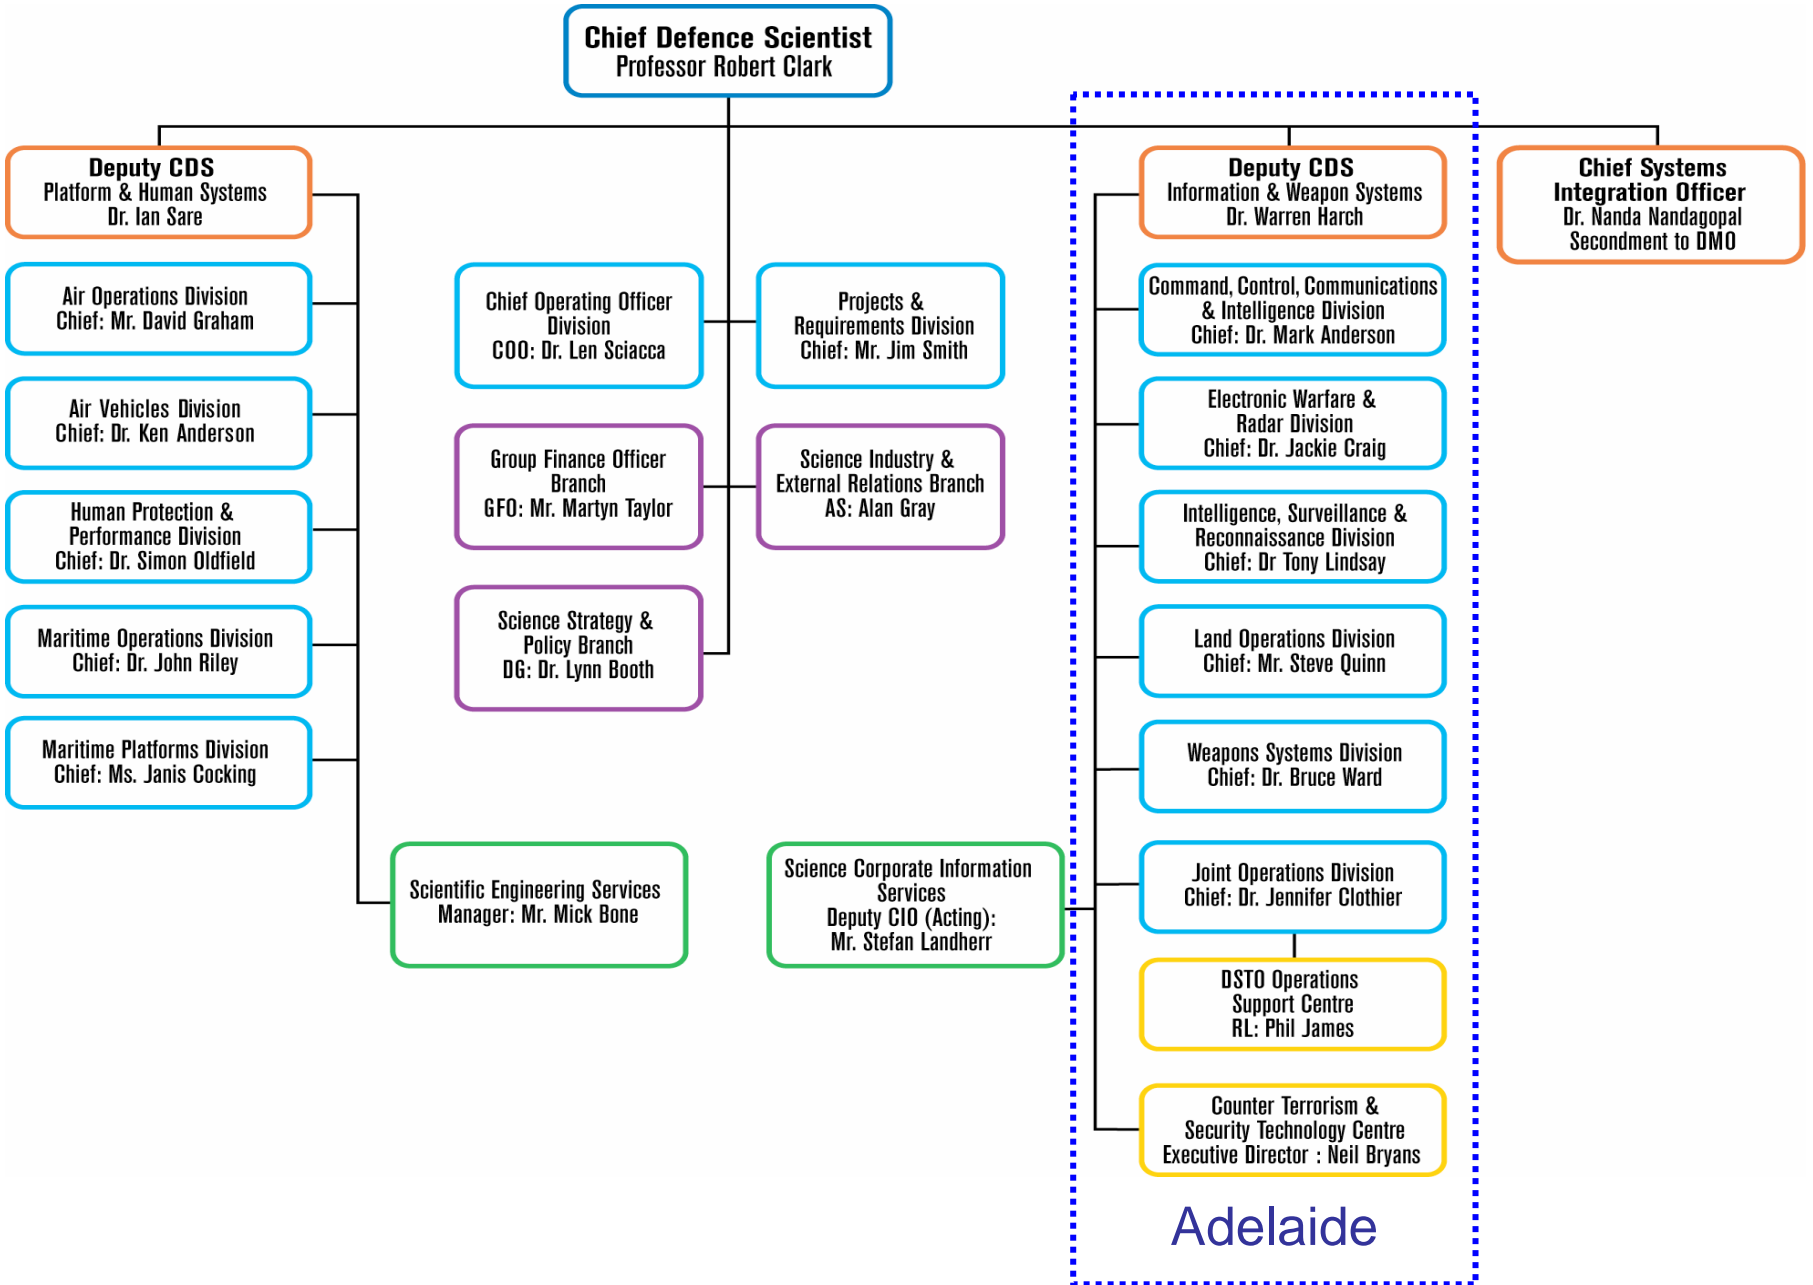 Chief Defence Scientist
Professor Robert Clark
Deputy CDS
Platform & Human Systems
Dr. Ian Sare
Air Operations Division
Chief: Mr. David Graham
Air Vehicles Division
Chief: Dr. Ken Anderson
Human Protection &
Performance Division
Chief: Dr. Simon Oldfield
Maritime Operations Division
Chief: Dr. John Riley
Maritime Platforms Division
Chief: Ms. Janis Cocking
Scientific Engineering Services
Manager: Mr. Mick Bone
Chief Operating Officer
Division
COO: Dr. Len Sciacca
Projects &
Requirements Division
Chief: Mr. Jim Smith
Group Finance Officer
Branch
GFO: Mr. Martyn Taylor
Science Industry &
External Relations Branch
AS: Alan Gray
Science Strategy &
Policy Branch
DG: Dr. Lynn Booth
Deputy CDS
Information & Weapon Systems
Dr. Warren Harch
Command, Control, Communications
& Intelligence Division
Chief: Dr. Mark Anderson
Electronic Warfare &
Radar Division
Chief: Dr. Jackie Craig
Intelligence, Surveillance &
Reconnaissance Division
Chief: Dr Tony Lindsay
Land Operations Division
Chief: Mr. Steve Quinn
Weapons Systems Division
Chief: Dr. Bruce Ward
Joint Operations Division
Chief: Dr. Jennifer Clothier
Science Corporate Information
Services
Deputy CIO (Acting):
Mr. Stefan Landherr
DSTO Operations
Support Centre
RL: Phil James
Counter Terrorism &
Security Technology Centre
Executive Director : Neil Bryans
Adelaide
Chief Systems
Integration Officer
Dr. Nanda Nandagopal
Secondment to DMO